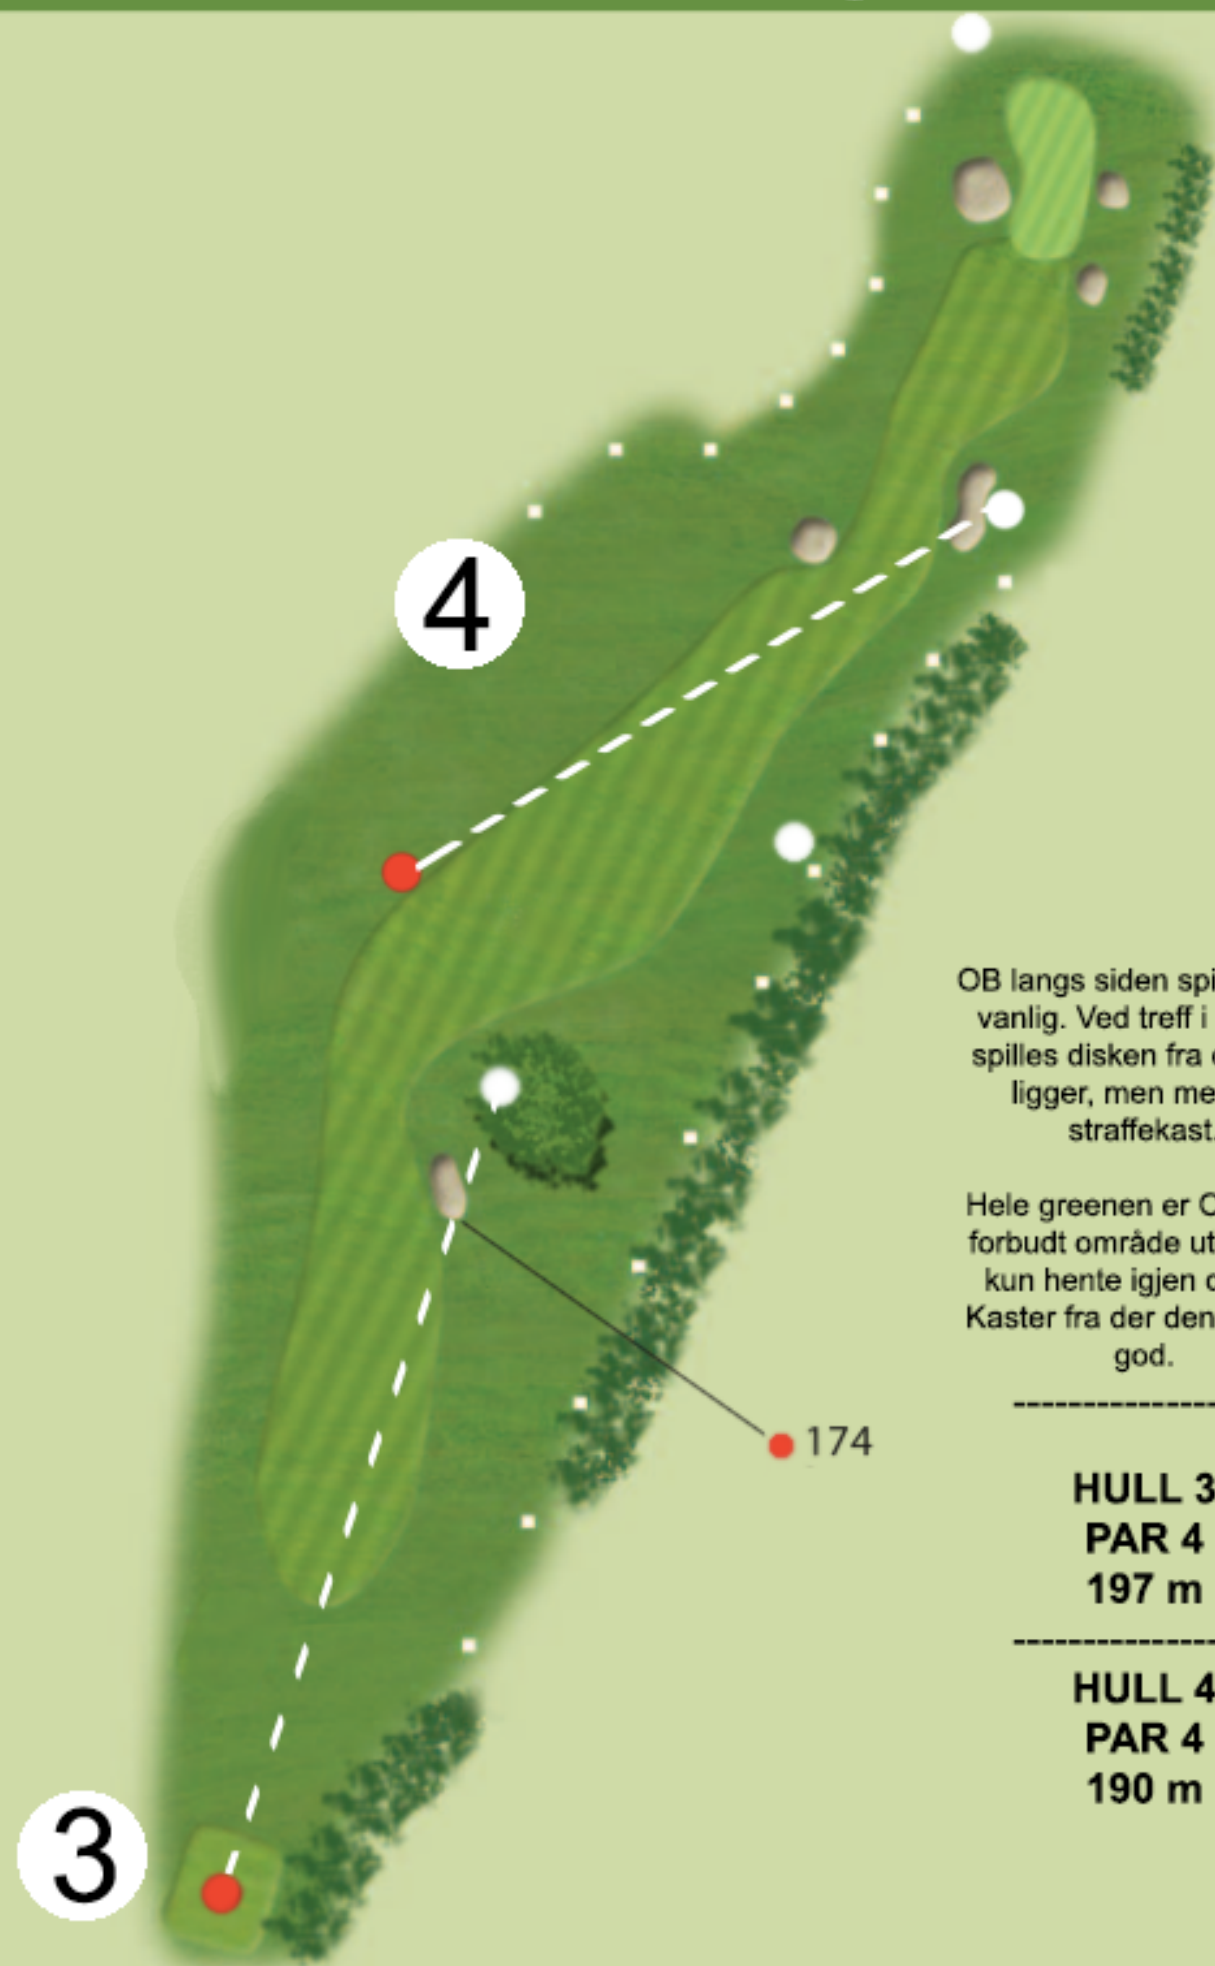 4
OB langs siden spi
vanlig. Ved treff i
spilles disken fra
ligger, men me
straffekast.
Hele greenen er
forbudt område ut
kun hente igjen
Kaster fra der den
god.
174
HULL 3
PAR 4
197 m
HULL 4
PAR 4
190 m
3